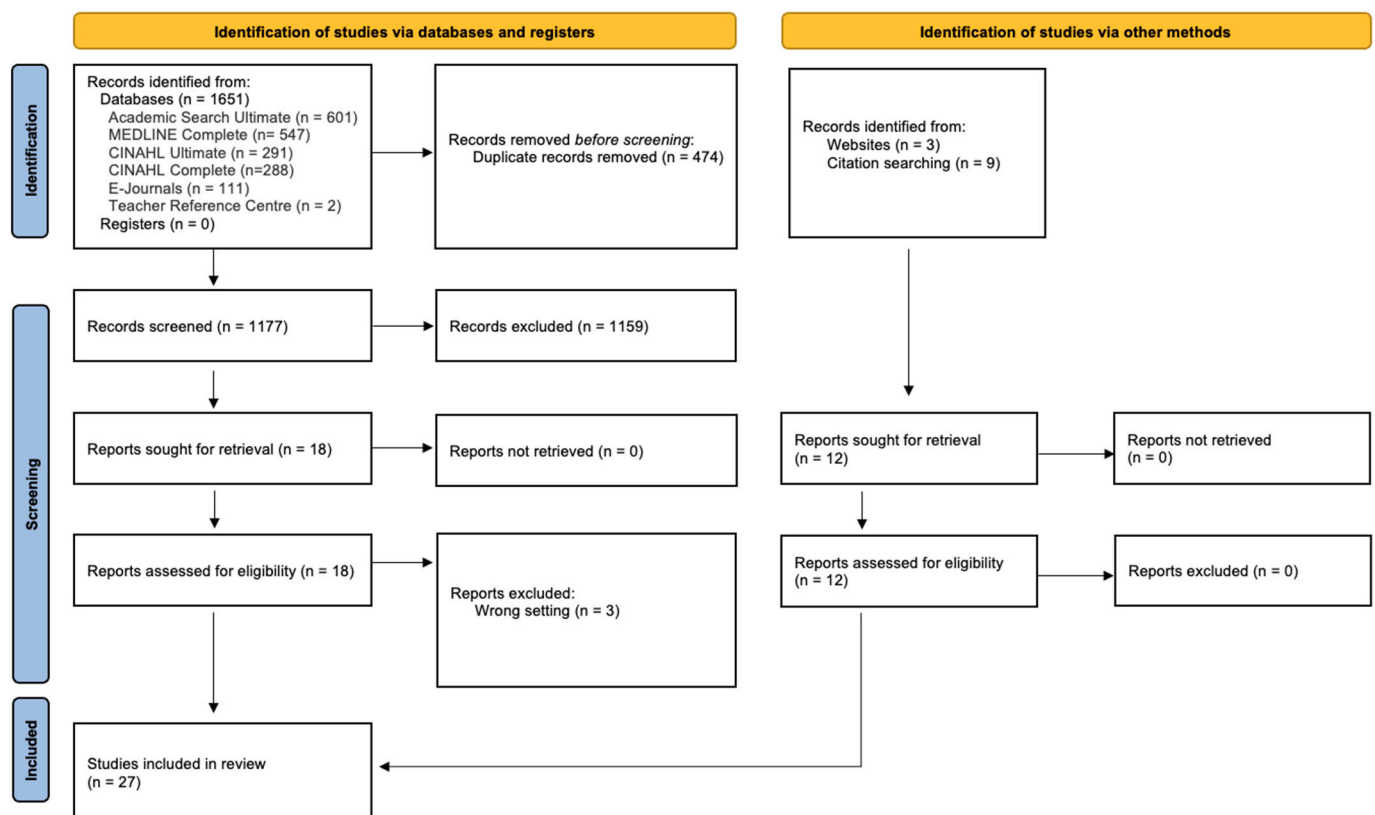 Identification of studies via databases and registers
Identification of studies via other methods
Identification
Records identified from:
Databases (n = 1651)
Academic Search Ultimate (n = 601)
MEDLINE Complete (n= 547)
CINAHL Ultimate (n = 291)
CINAHL Complete (n=288)
E-Journals (n = 111)
Teacher Reference Centre (n = 2)
Registers (n = 0)
Records removed before screening:
Duplicate records removed (n = 474)
Records identified from:
Websites (n = 3)
Citation searching (n = 9)
Screening
Records screened (n = 1177)
Records excluded (n = 1159)
Reports sought for retrieval (n = 18)
Reports not retrieved (n = 0)
Reports sought for retrieval
(n = 12)
Reports not retrieved
(n = 0)
Reports assessed for eligibility (n = 18)
Reports excluded:
Wrong setting (n = 3)
Reports assessed for eligibility
(n = 12)
Reports excluded (n = 0)
Included
Studies included in review
(n = 27)